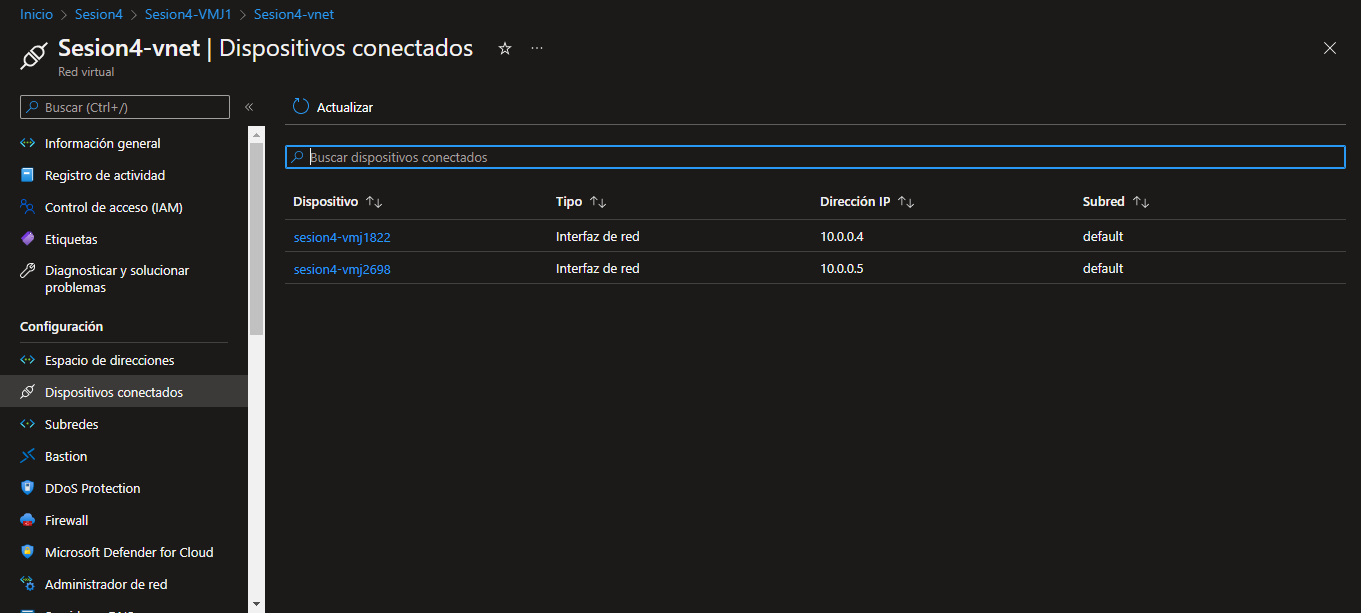 Inicio > Sesion4 > Sesion4-VMJ1 > Sesion4-vnet
Sesion4-vnet | Dispositivos conectados
Red virtual
Buscar (Ctrl+/)
Información general
Registro de actividad
Control de acceso (IAM)
Etiquetas
Diagnosticar y solucionar
problemas
Configuración
Espacio de direcciones
Dispositivos conectados
Subredes
Bastion
DDoS Protection
Firewall
Microsoft Defender for Cloud
Administrador de red
Actualizar
Buscar dispositivos conectados
Dispositivo Tipo Dirección IP Subred
sesion4-vmj1822 Interfaz de red 10.0.0.4 default
sesion4-vmj2698 Interfaz de red 10.0.0.5 default